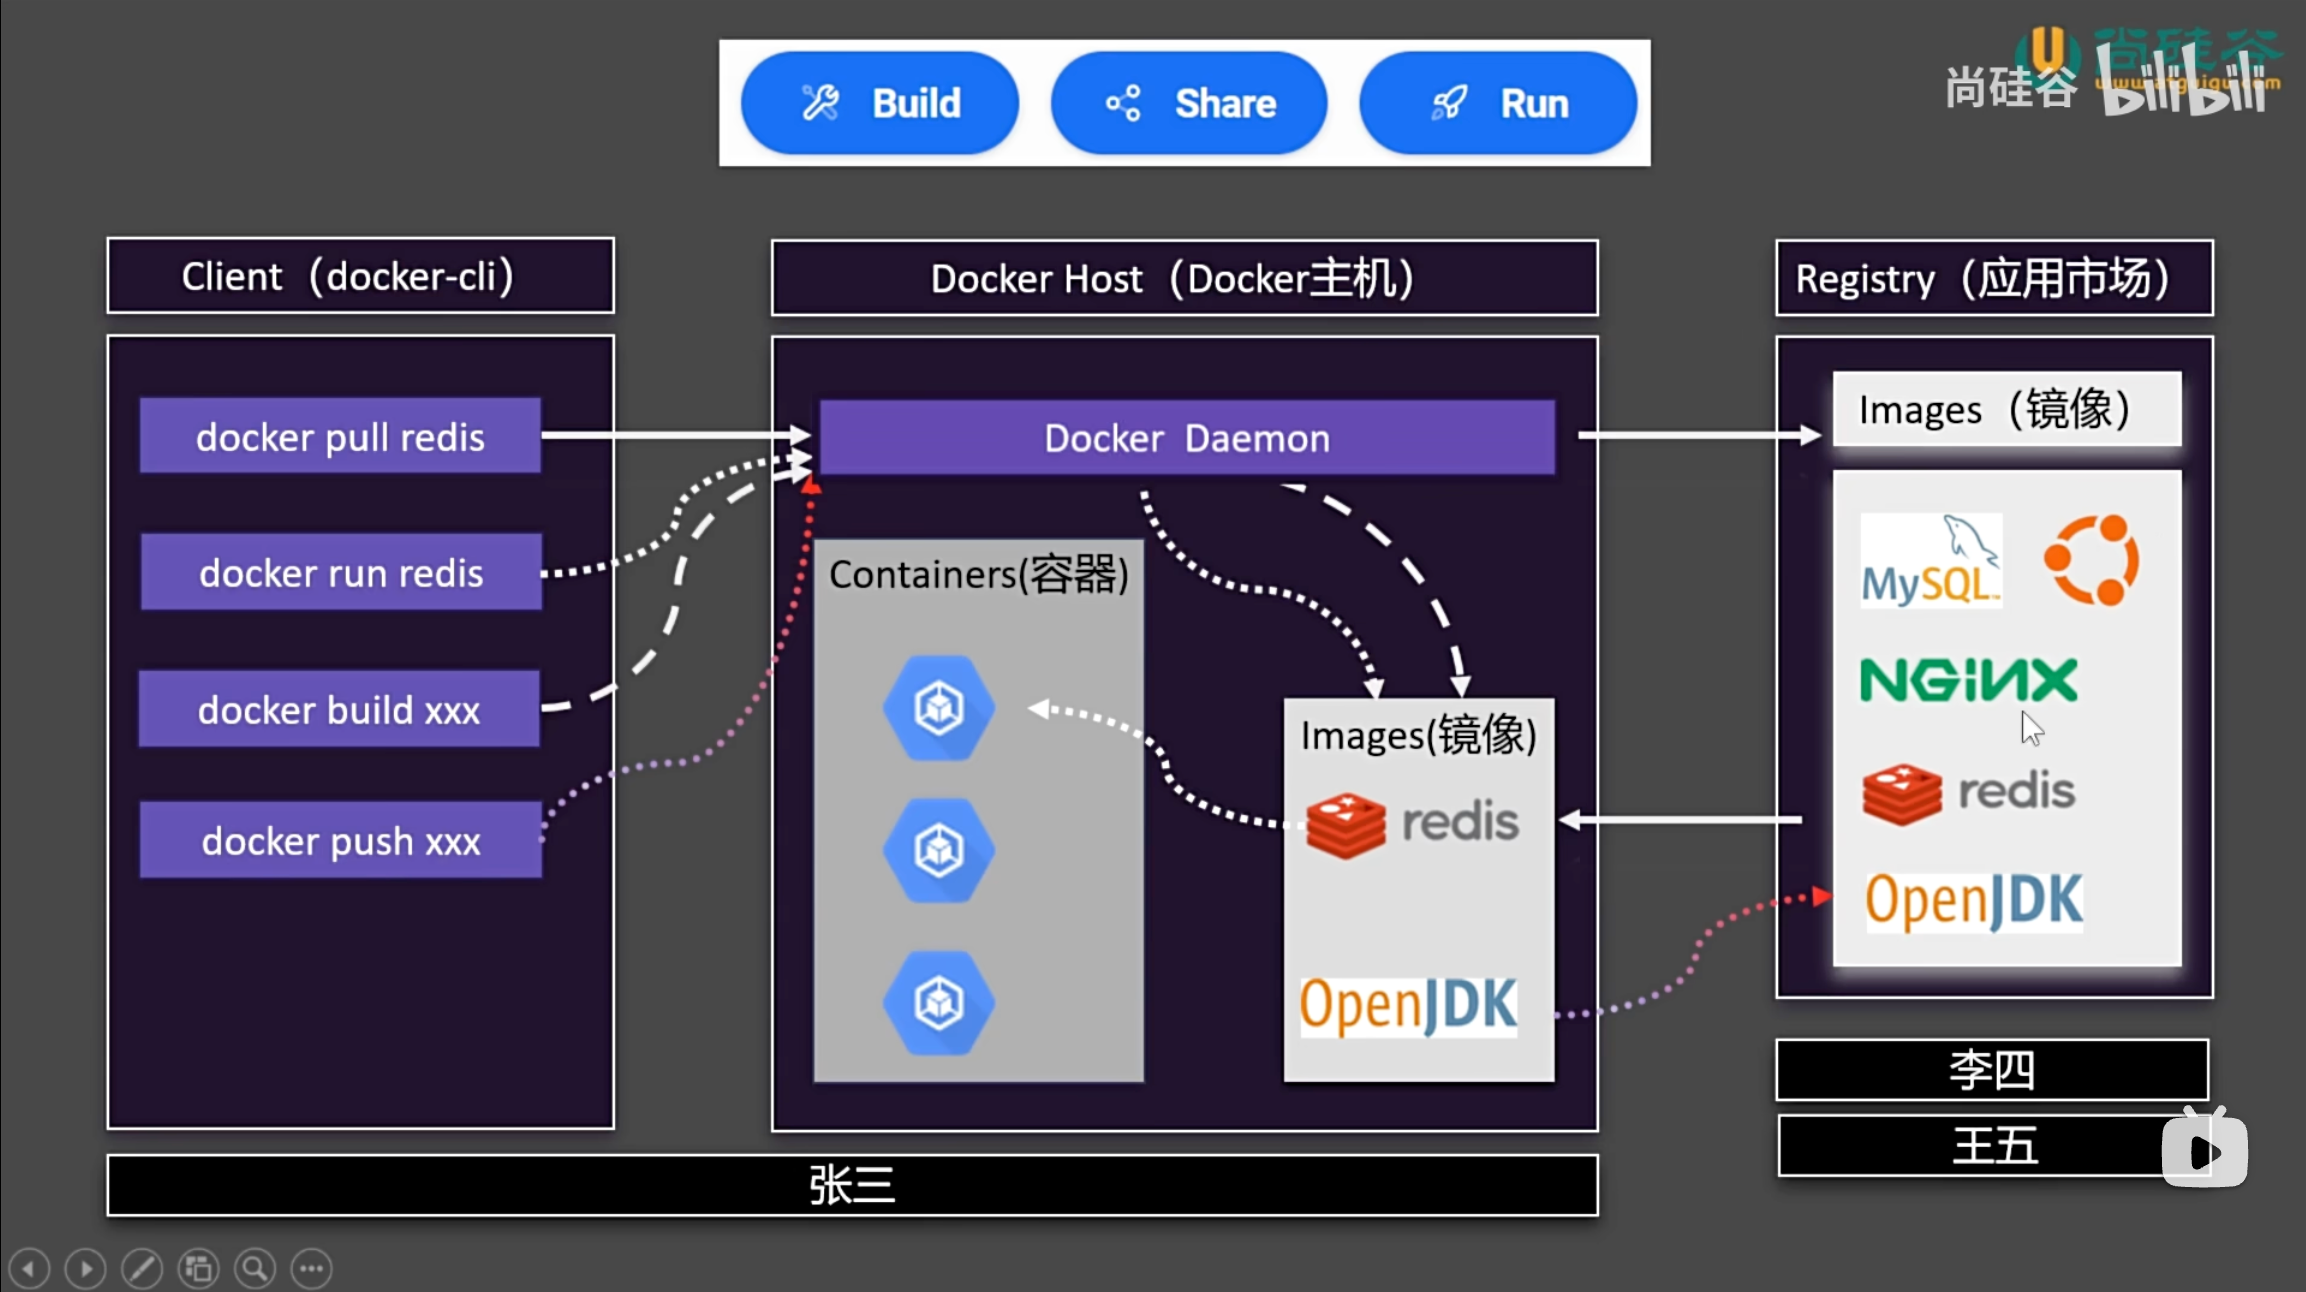 Build
Share
Run
尚硅谷
bilibili
Client（docker-cli）
Docker Host（Docker主机）
Registry（应用市场）
docker pull redis
docker run redis
docker build xxx
docker push xxx
Docker Daemon
Containers(容器)
Images(镜像)
redis
OpenJDK
Images（镜像）
MySQL
NGINX
redis
OpenJDK
张三
李四
王五